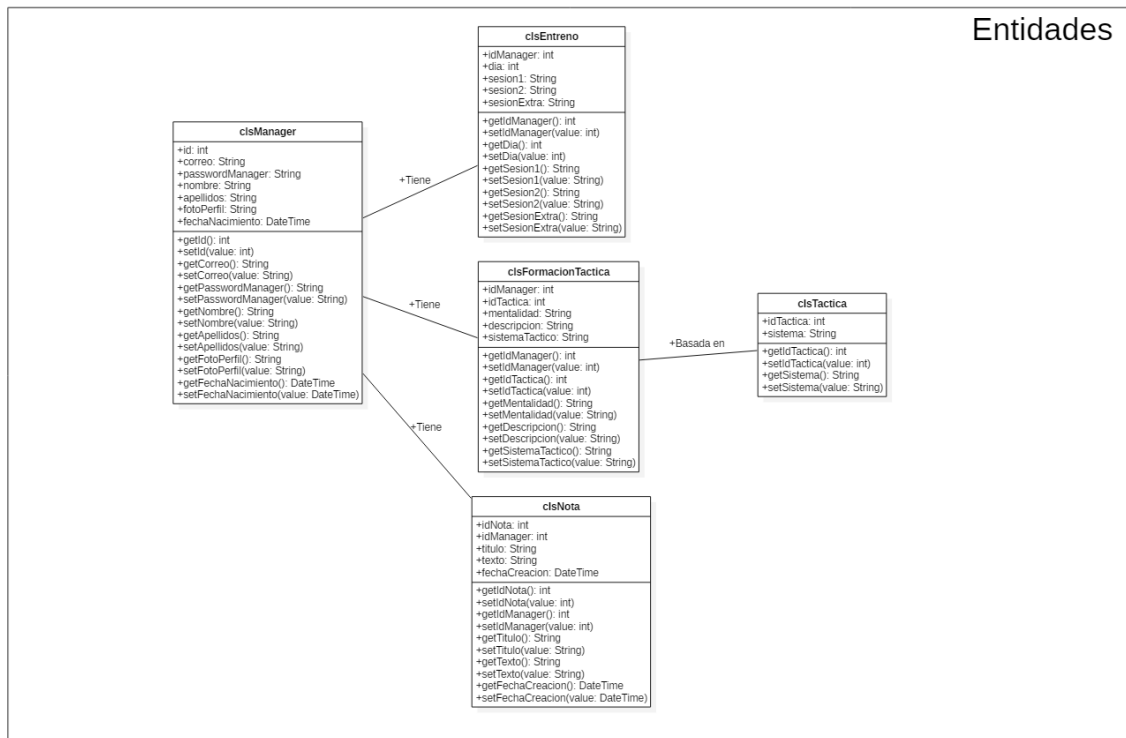 Entidades
clsEntreno
+idManager: int
+dia: int
+sesion1: String
+sesion2: String
+sesionExtra: String
+getIdManager(): int
+setIdManager(value: int)
+getDia(): int
+setDia(value: int)
+getSesion1(): String
+setSesion1(value: String)
+getSesion2(): String
+setSesion2(value: String)
+getSesionExtra(): String
+setSesionExtra(value: String)
clsManager
+id: int
+correo: String
+passwordManager: String
+nombre: String
+apellidos: String
+fotoPerfil: String
+fechaNacimiento: DateTime
+getId(): int
+setId(value: int)
+getCorreo(): String
+setCorreo(value: String)
+getPasswordManager(): String
+setPasswordManager(value: String)
+getNombre(): String
+setNombre(value: String)
+getApellidos(): String
+setApellidos(value: String)
+getFotoPerfil(): String
+setFotoPerfil(value: String)
+getFechaNacimiento(): DateTime
+setFechaNacimiento(value: DateTime)
+Tiene
+Tiene
+Tiene
clsFormacionTactica
+idManager: int
+idTactica: int
+mentalidad: String
+descripcion: String
+sistemaTactico: String
+getIdManager(): int
+setIdManager(value: int)
+getIdTactica(): int
+setIdTactica(value: int)
+getMentalidad(): String
+setMentalidad(value: String)
+getDescripcion(): String
+setDescripcion(value: String)
+getSistemaTactico(): String
+setSistemaTactico(value: String)
+Basada en
clsTactica
+idTactica: int
+sistema: String
+getIdTactica(): int
+setIdTactica(value: int)
+getSistema(): String
+setSistema(value: String)
clsNota
+idNota: int
+idManager: int
+titulo: String
+texto: String
+fechaCreacion: DateTime
+getIdNota(): int
+setIdNota(value: int)
+getIdManager(): int
+setIdManager(value: int)
+getTitulo(): String
+setTitulo(value: String)
+getTexto(): String
+setTexto(value: String)
+getFechaCreacion(): DateTime
+setFechaCreacion(value: DateTime)